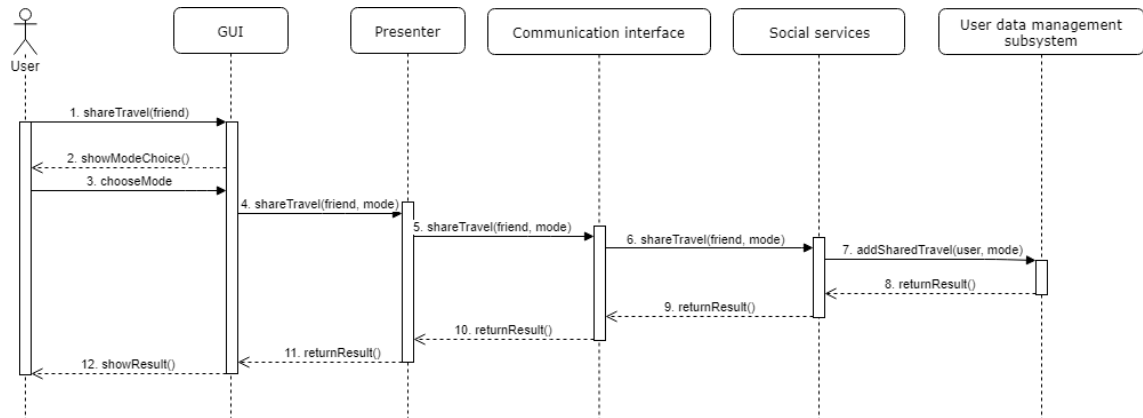 User
GUI
Presenter
Communication interface
Social services
User data management
subsystem
1. shareTravel(friend)
2. showModeChoice()
3. chooseMode
4. shareTravel(friend, mode)
5. shareTravel(friend, mode)
6. shareTravel(friend, mode)
7. addSharedTravel(user, mode)
8. returnResult()
9. returnResult()
10. returnResult()
11. returnResult()
12. showResult()